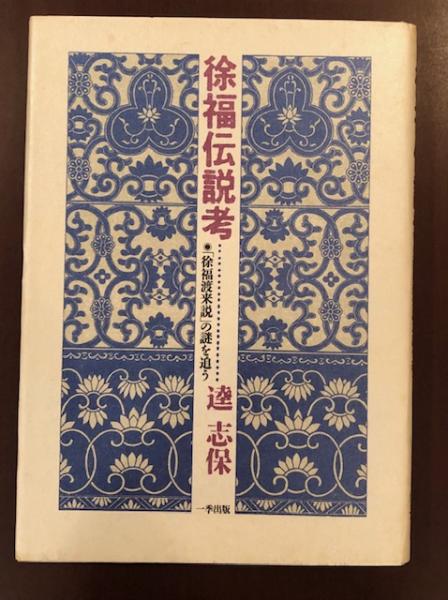 徐福伝説考
◉「徐福渡来説」の謎を追う
逵 志保
一季出版